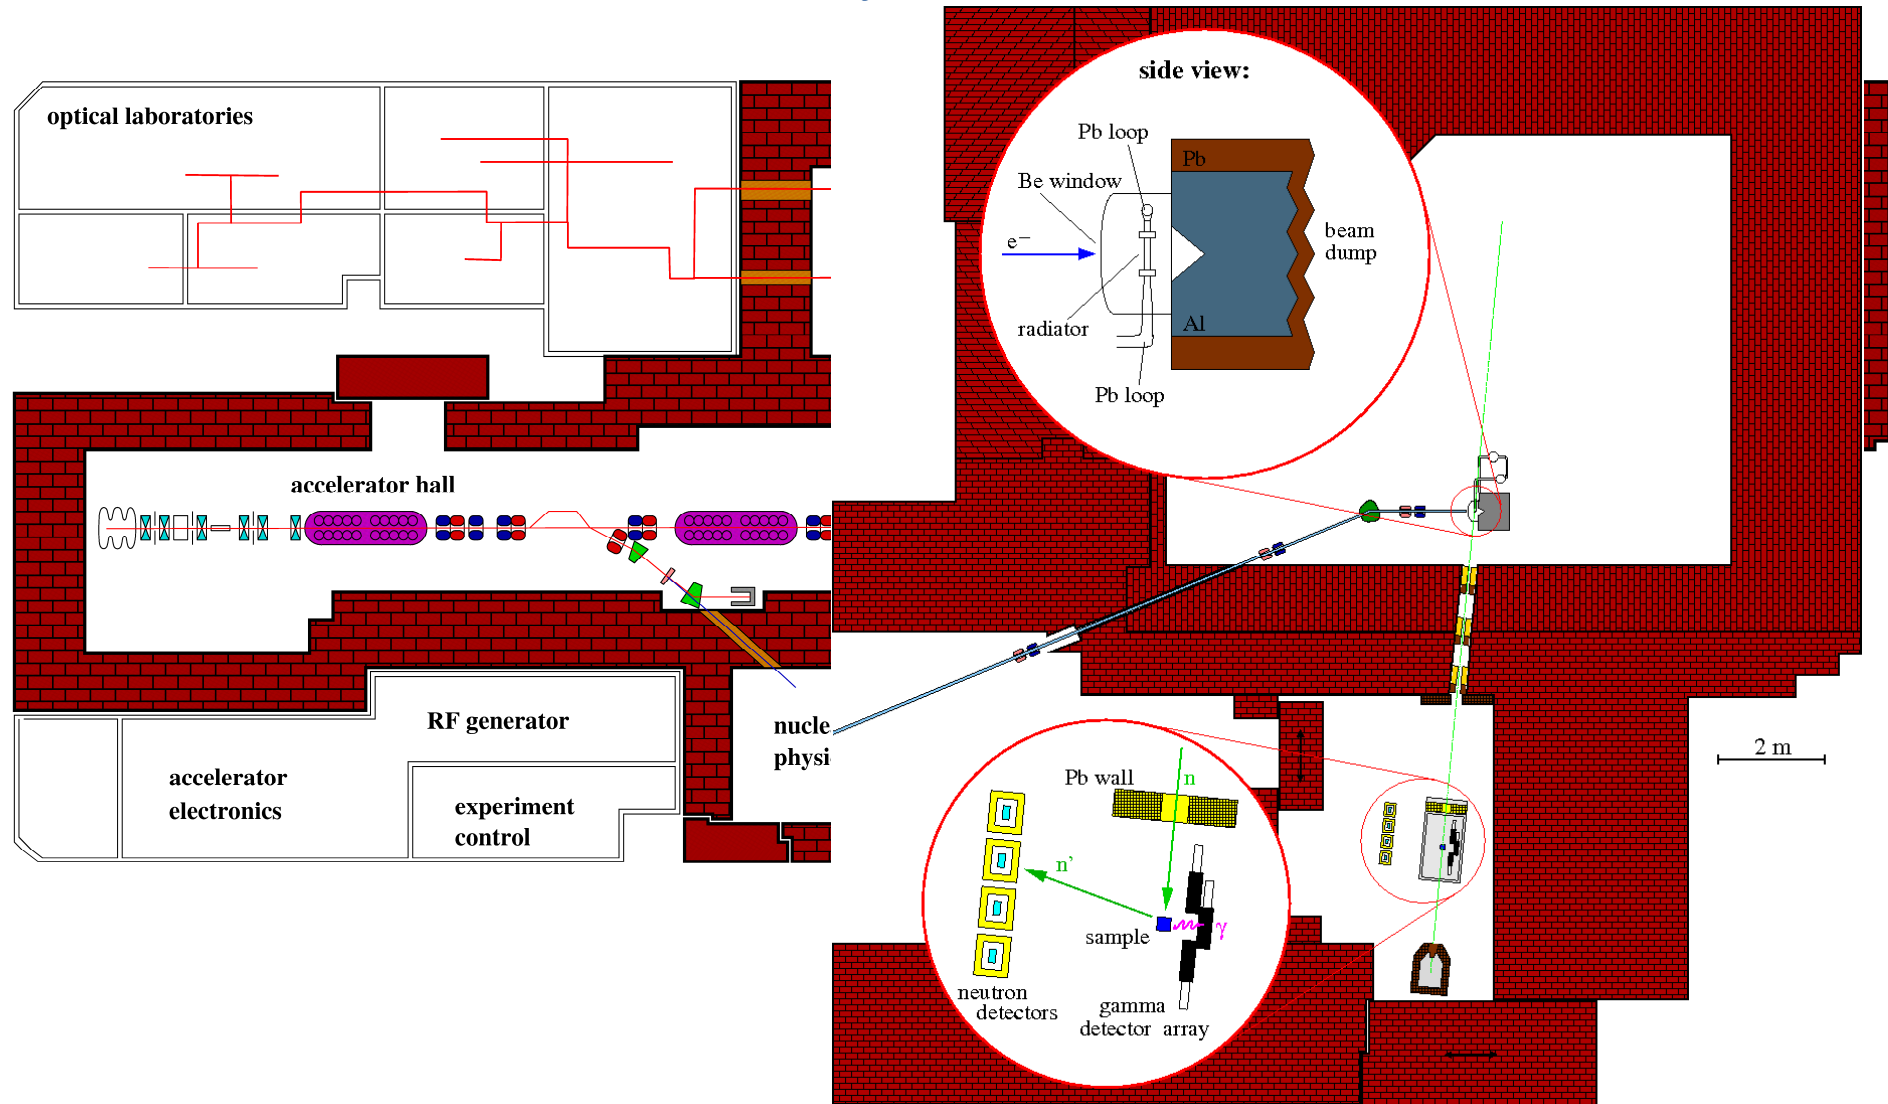 optical laboratories
accelerator hall
RF generator
accelerator
electronics
experiment
control
nucle
physi
side view:
Pb loop
Pb
Be window
e−
beam
dump
radiator
Al
Pb loop
2 m
Pb wall
n
n'
sample
γ
neutron
detectors
gamma
detector array